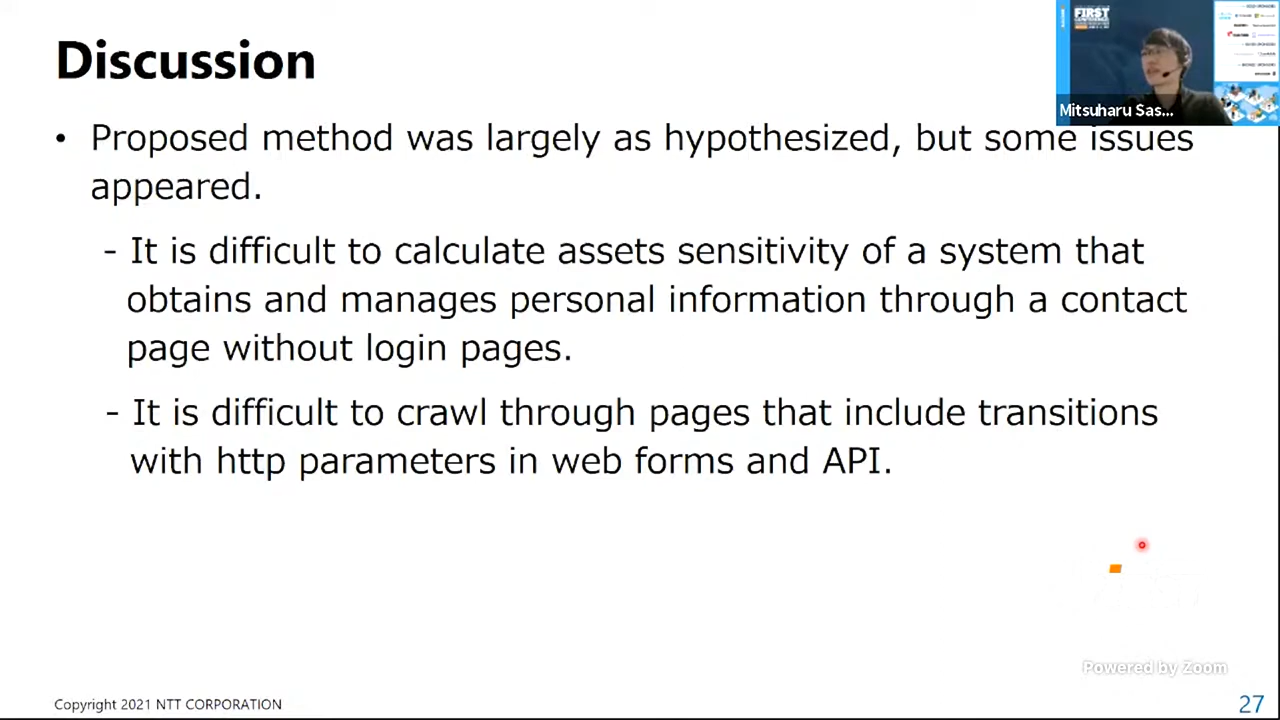 Discussion
FIRST
CONFERENCE
Mitsuharu Sas...
• Proposed method was largely as hypothesized, but some issues
appeared.
- It is difficult to calculate assets sensitivity of a system that
obtains and manages personal information through a contact
page without login pages.
- It is difficult to crawl through pages that include transitions
with http parameters in web forms and API.
Powered by Zoom
Copyright 2021 NTT CORPORATION
27